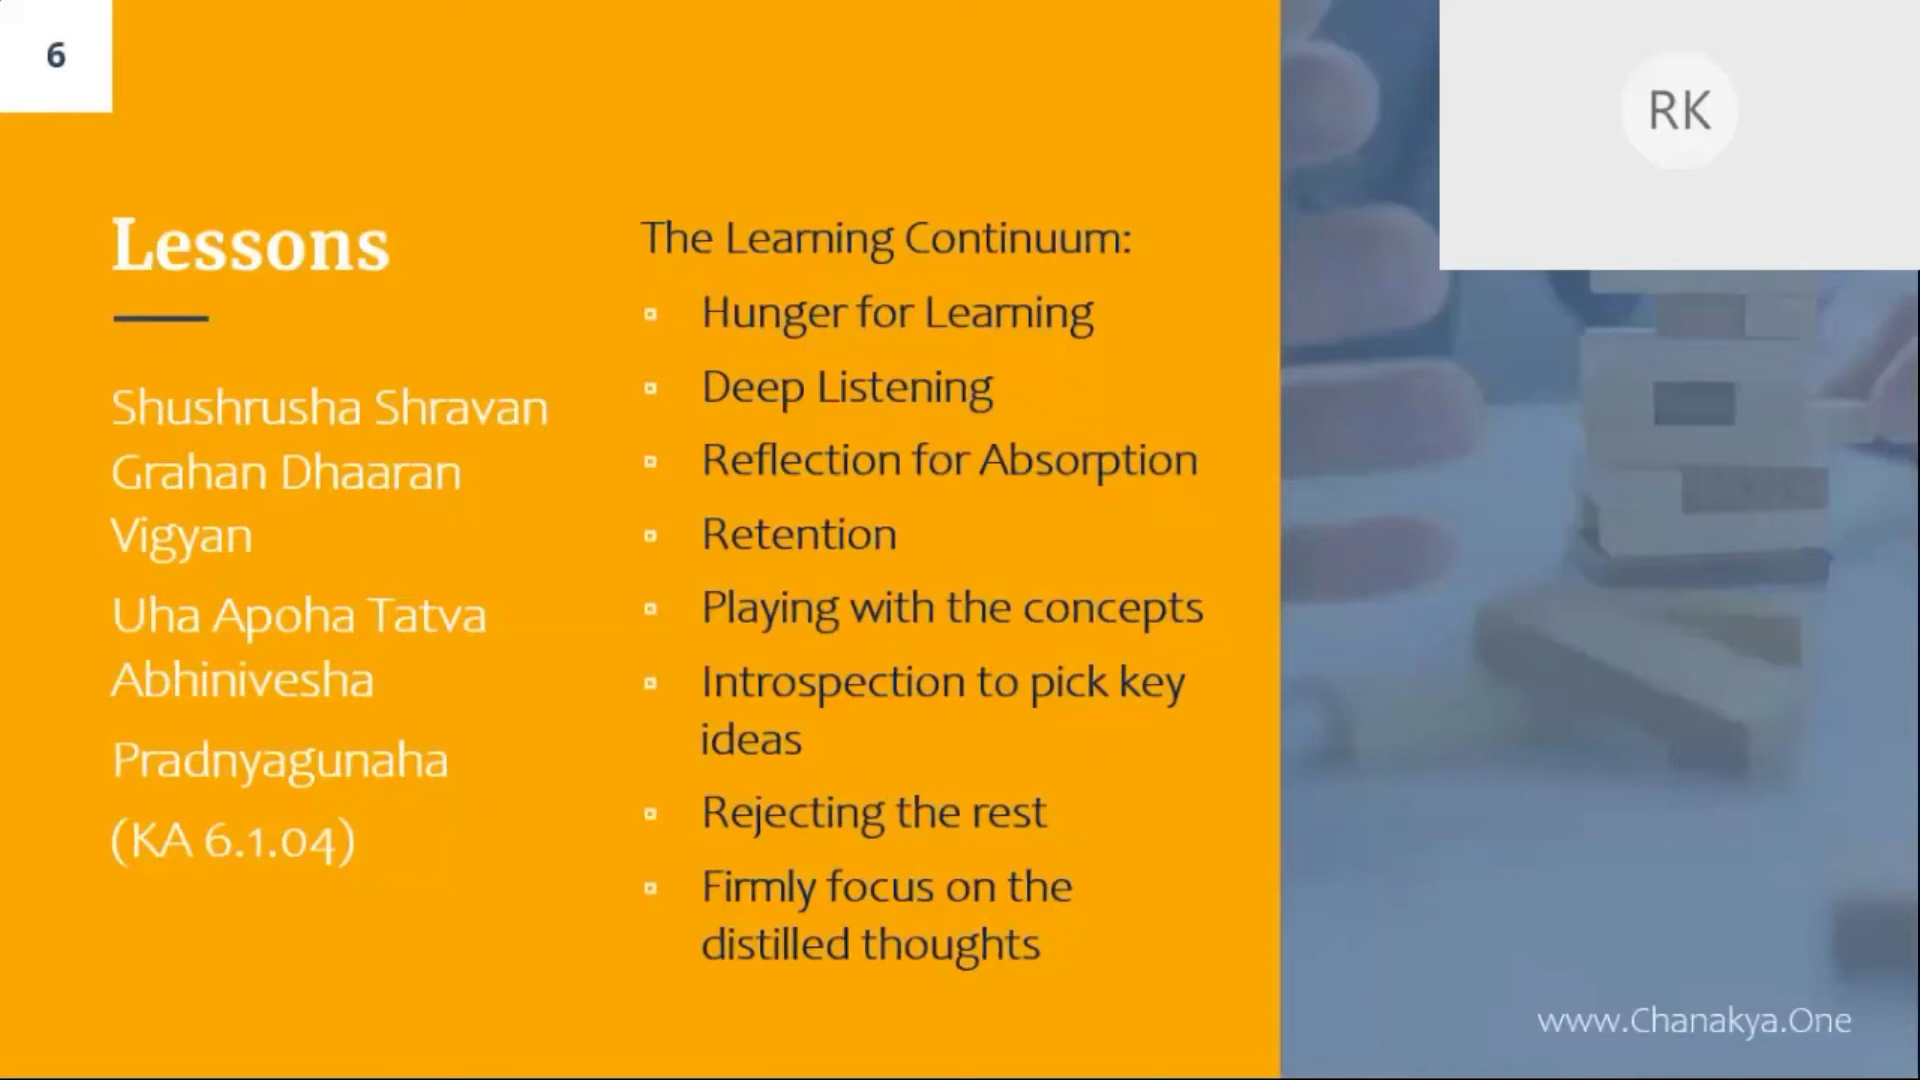 6
RK
Lessons
Shushrusha Shravan
Grahan Dhaaran
Vigyan
Uha Apoha Tatva
Abhinivesha
Pradnyagunaha
(KA 6.1.04)
The Learning Continuum:
Hunger for Learning
Deep Listening
Reflection for Absorption
Retention
Playing with the concepts
Introspection to pick key
ideas
Rejecting the rest
Firmly focus on the
distilled thoughts
www.Chanakya.One